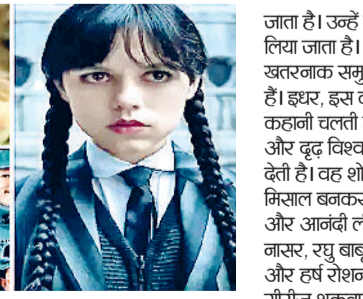 जाता है। उन्हें
लिया जाता है।
खतरनाक समु
हैं। इधर, इस
कहानी चलती
और दृढ़ विश्व
देती है। वह शो
मिसाल बनकर
और आनंदी ल
नासर, रघु बाबू
और हर्ष रोशन